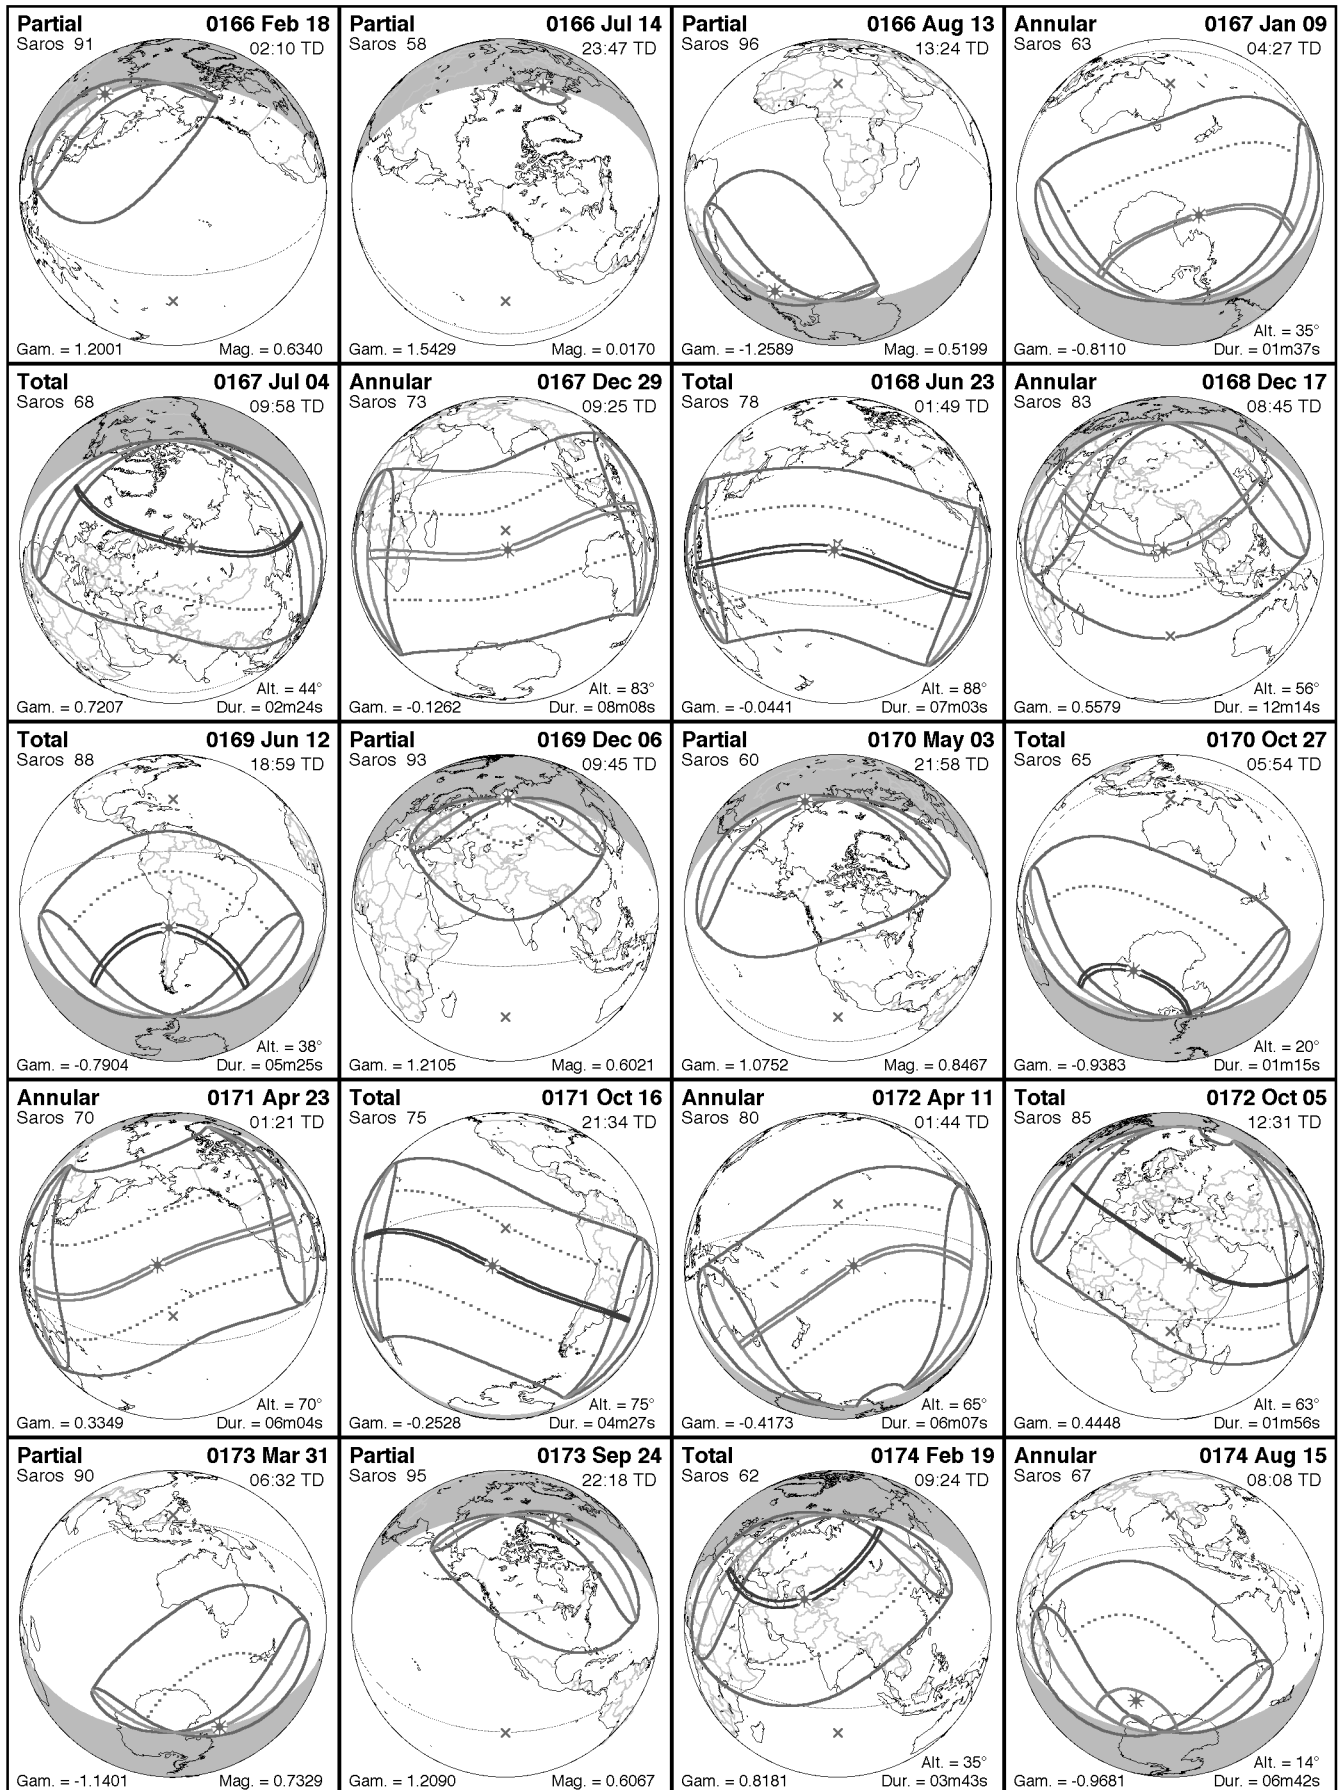 Partial 0166 Feb 18
Saros 91 02:10 TD
Gam. = 1.2001 Mag. = 0.6340
Partial 0166 Jul 14
Saros 58 23:47 TD
Gam. = 1.5429 Mag. = 0.0170
Partial 0166 Aug 13
Saros 96 13:24 TD
Gam. = -1.2589 Mag. = 0.5199
Annular 0167 Jan 09
Saros 63 04:27 TD
Alt. = 35°
Gam. = -0.8110 Dur. = 01m37s
Total 0167 Jul 04
Saros 68 09:58 TD
Alt. = 44°
Gam. = 0.7207 Dur. = 02m24s
Annular 0167 Dec 29
Saros 73 09:25 TD
Alt. = 83°
Gam. = -0.1262 Dur. = 08m08s
Total 0168 Jun 23
Saros 78 01:49 TD
Alt. = 88°
Gam. = -0.0441 Dur. = 07m03s
Annular 0168 Dec 17
Saros 83 08:45 TD
Alt. = 56°
Gam. = 0.5579 Dur. = 12m14s
Total 0169 Jun 12
Saros 88 18:59 TD
Alt. = 38°
Gam. = -0.7904 Dur. = 05m25s
Partial 0169 Dec 06
Saros 93 09:45 TD
Gam. = 1.2105 Mag. = 0.6021
Partial 0170 May 03
Saros 60 21:58 TD
Gam. = 1.0752 Mag. = 0.8467
Total 0170 Oct 27
Saros 65 05:54 TD
Alt. = 20°
Gam. = -0.9383 Dur. = 01m15s
Annular 0171 Apr 23
Saros 70 01:21 TD
Alt. = 70°
Gam. = 0.3349 Dur. = 06m04s
Total 0171 Oct 16
Saros 75 21:34 TD
Alt. = 75°
Gam. = -0.2528 Dur. = 04m27s
Annular 0172 Apr 11
Saros 80 01:44 TD
Alt. = 65°
Gam. = -0.4173 Dur. = 06m07s
Total 0172 Oct 05
Saros 85 12:31 TD
Alt. = 63°
Gam. = 0.4448 Dur. = 01m56s
Partial 0173 Mar 31
Saros 90 06:32 TD
Gam. = -1.1401 Mag. = 0.7329
Partial 0173 Sep 24
Saros 95 22:18 TD
Gam. = 1.2090 Mag. = 0.6067
Total 0174 Feb 19
Saros 62 09:24 TD
Alt. = 35°
Gam. = 0.8181 Dur. = 03m43s
Annular 0174 Aug 15
Saros 67 08:08 TD
Alt. = 14°
Gam. = -0.9681 Dur. = 06m42s